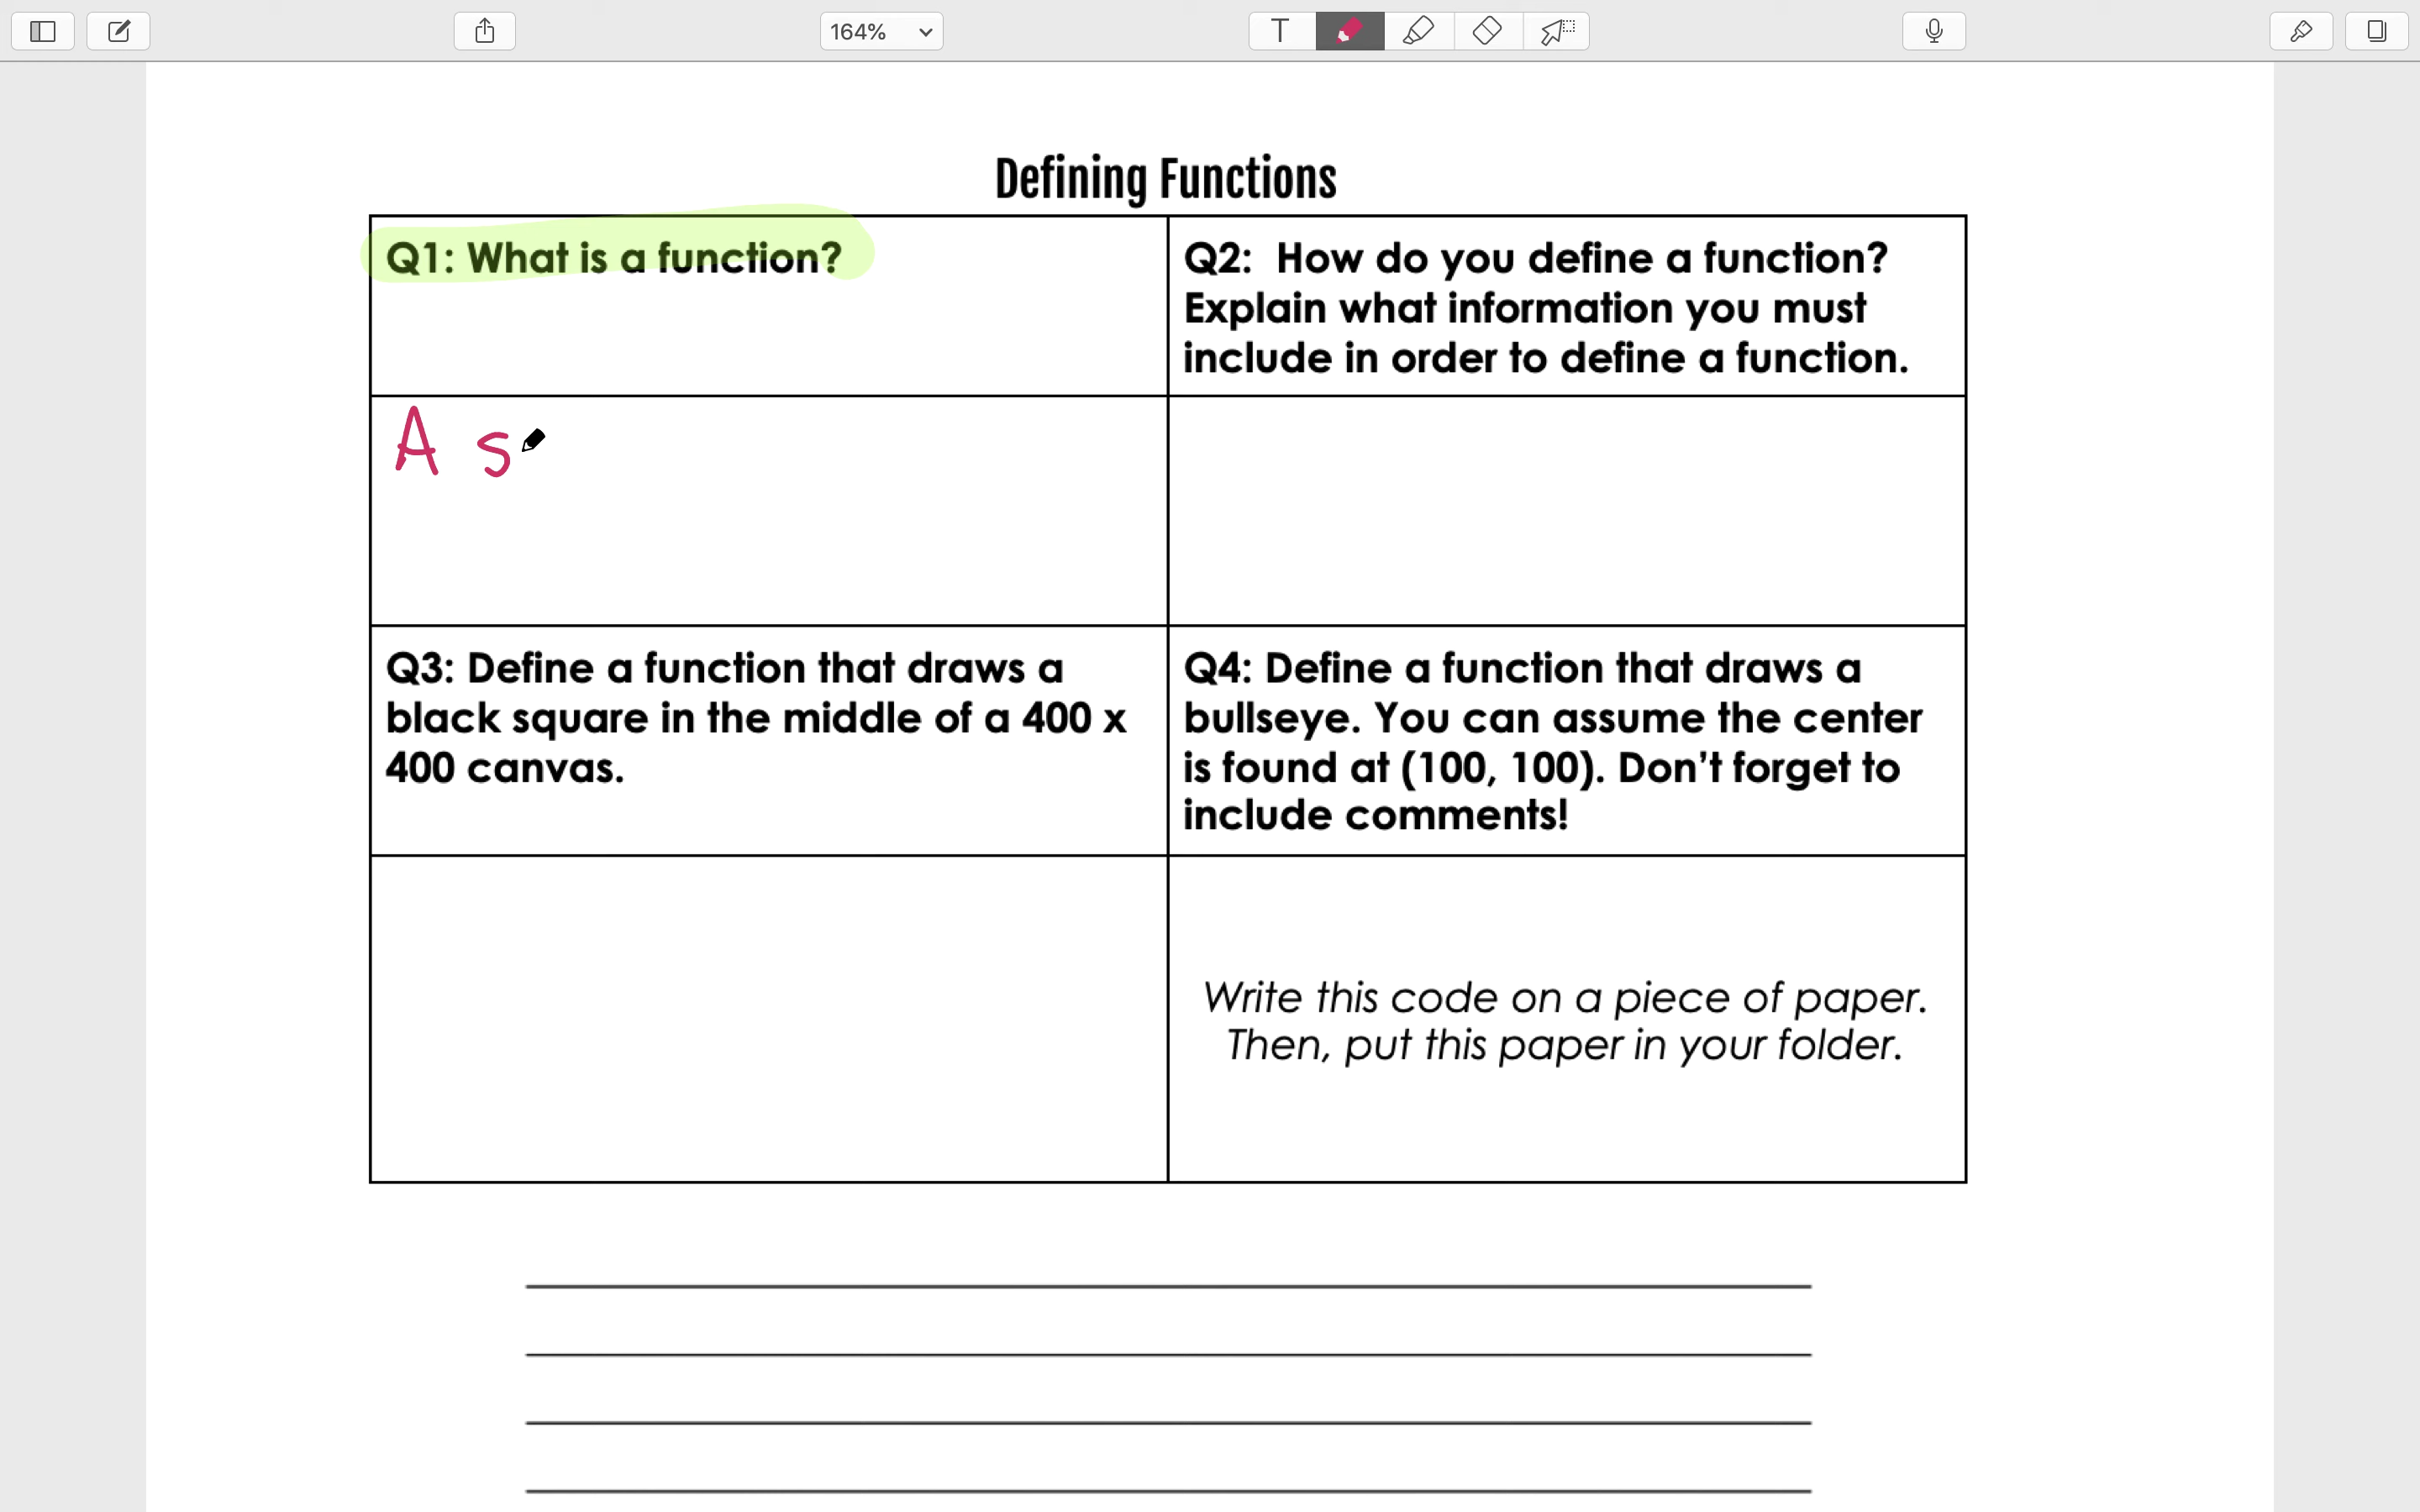 164%
T
Defining Functions
Q1: What is a function?
Q2: How do you define a function?
Explain what information you must
include in order to define a function.
A s
Q3: Define a function that draws a
black square in the middle of a 400 x
400 canvas.
Q4: Define a function that draws a
bullseye. You can assume the center
is found at (100, 100). Don't forget to
include comments!
Write this code on a piece of paper.
Then, put this paper in your folder.